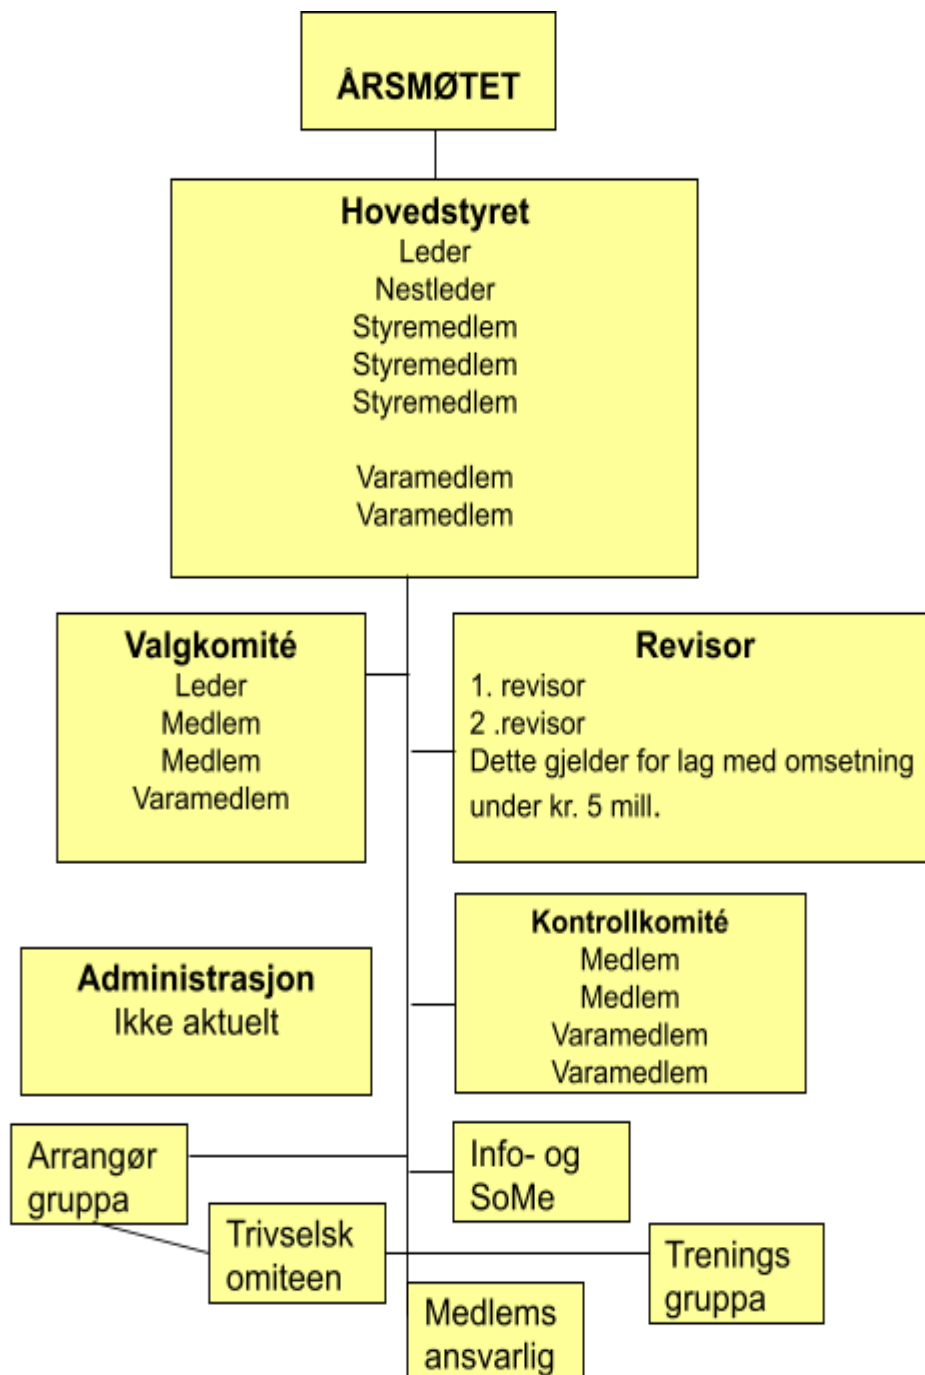 ÅRSMØTET
Hovedstyret
Leder
Nestleder
Styremedlem
Styremedlem
Styremedlem
Varamedlem
Varamedlem
Valgkomité
Leder
Medlem
Medlem
Varamedlem
Revisor
1. revisor
2 .revisor
Dette gjelder for lag med omsetning
under kr. 5 mill.
Administrasjon
Ikke aktuelt
Kontrollkomité
Medlem
Medlem
Varamedlem
Varamedlem
Arrangør
gruppa
Info- og
SoMe
Trivselsk
omiteen
Trenings
gruppa
Medlems
ansvarlig